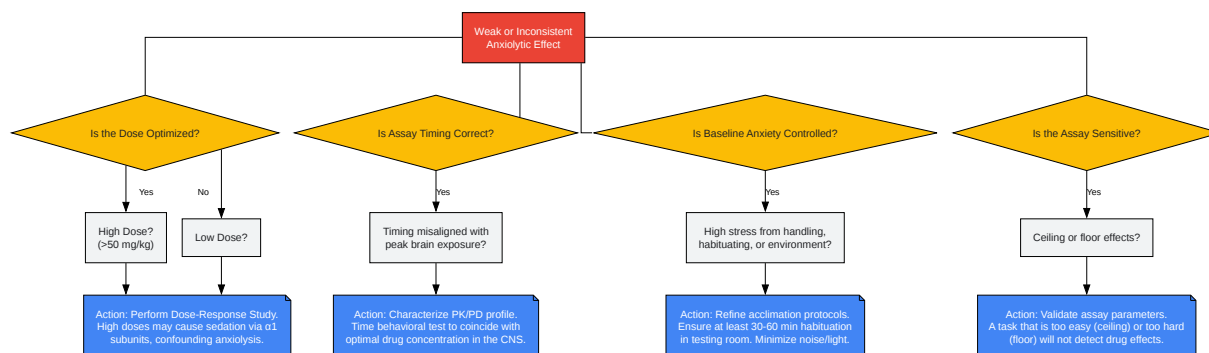 Weak or Inconsistent
Anxiolytic Effect
Is the Dose Optimized?
Is Assay Timing Correct?
Is Baseline Anxiety Controlled?
Is the Assay Sensitive?
Yes
No
Yes
Yes
Yes
High Dose?
(>50 mg/kg)
Low Dose?
Timing misaligned with
peak brain exposure?
High stress from handling,
habituating, or environment?
Ceiling or floor effects?
Action: Perform Dose-Response Study.
High doses may cause sedation via α1
subunits, confounding anxiolysis.
Action: Characterize PK/PD profile.
Time behavioral test to coincide with
optimal drug concentration in the CNS.
Action: Refine acclimation protocols.
Ensure at least 30-60 min habituation
in testing room. Minimize noise/light.
Action: Validate assay parameters.
A task that is too easy (ceiling) or too hard
(floor) will not detect drug effects.